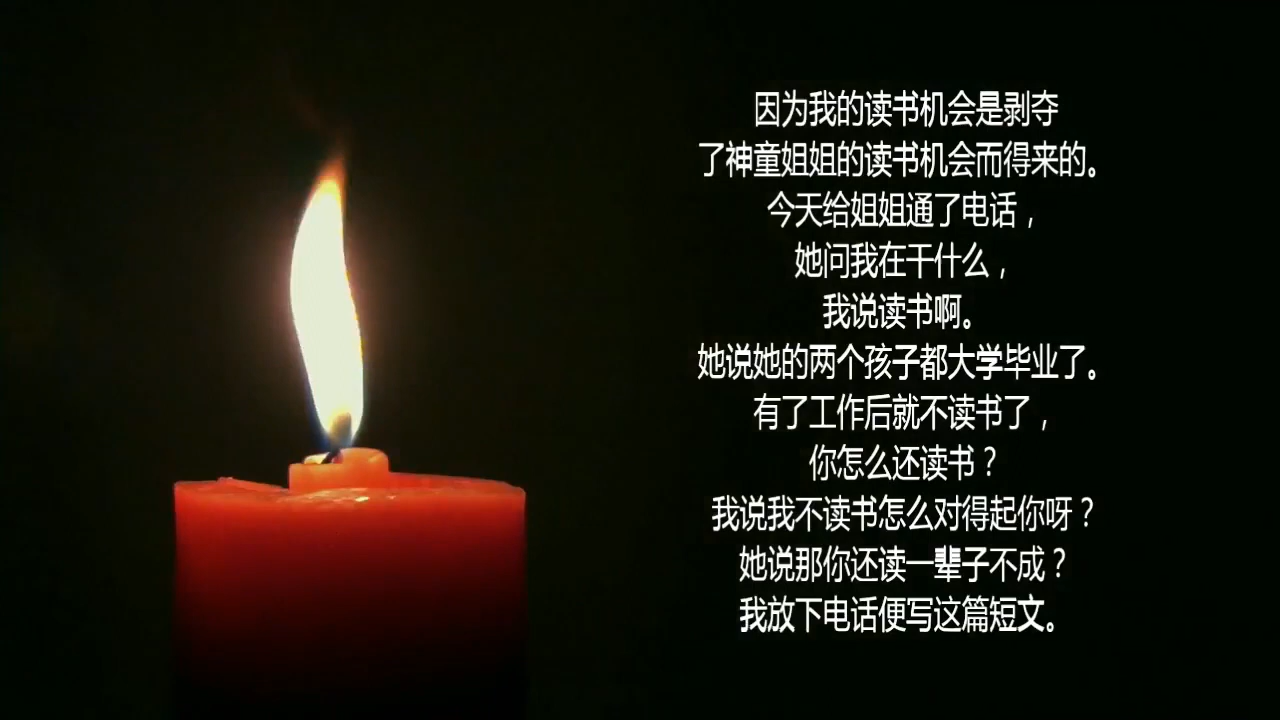 因为我的读书机会是剥夺
了神童姐姐的读书机会而得来的。
今天给姐姐通了电话，
她问我在干什么，
我说读书啊。
她说她的两个孩子都大学毕业了。
有了工作后就不读书了，
你怎么还读书？
我说我不读书怎么对得起你呀？
她说那你还读一辈子不成？
我放下电话便写这篇短文。